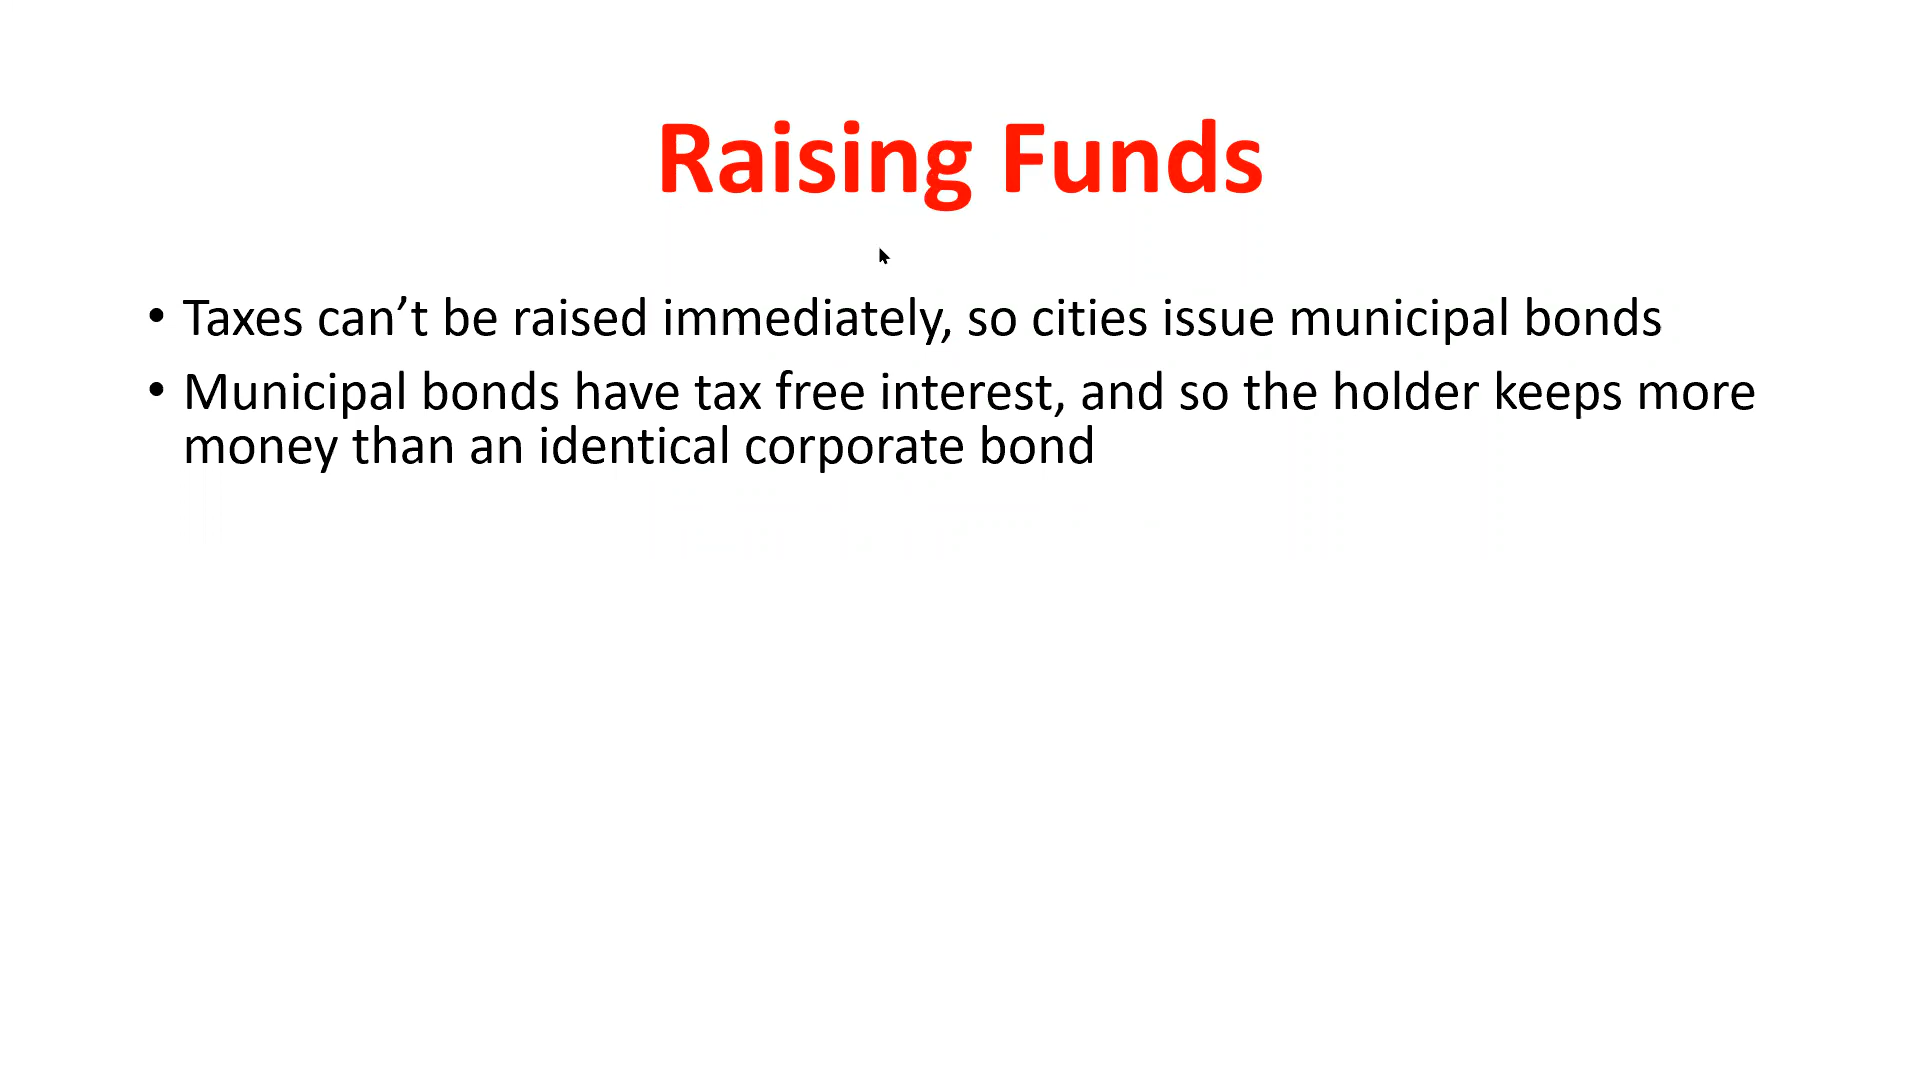 Raising Funds
• Taxes can’t be raised immediately, so cities issue municipal bonds
• Municipal bonds have tax free interest, and so the holder keeps more
money than an identical corporate bond